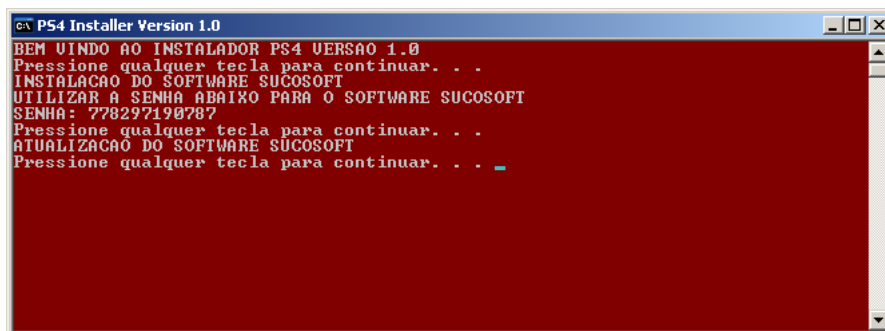 PS4 Installer Version 1.0
BEM VINDO AO INSTALADOR PS4 VERSAO 1.0
Pressione qualquer tecla para continuar. . .
INSTALACAO DO SOFTWARE SUCOSOFT
UTILIZAR A SENHA ABAIXO PARA O SOFTWARE SUCOSOFT
SENHA: 778297190787
Pressione qualquer tecla para continuar. . .
ATUALIZACAO DO SOFTWARE SUCOSOFT
Pressione qualquer tecla para continuar. . .